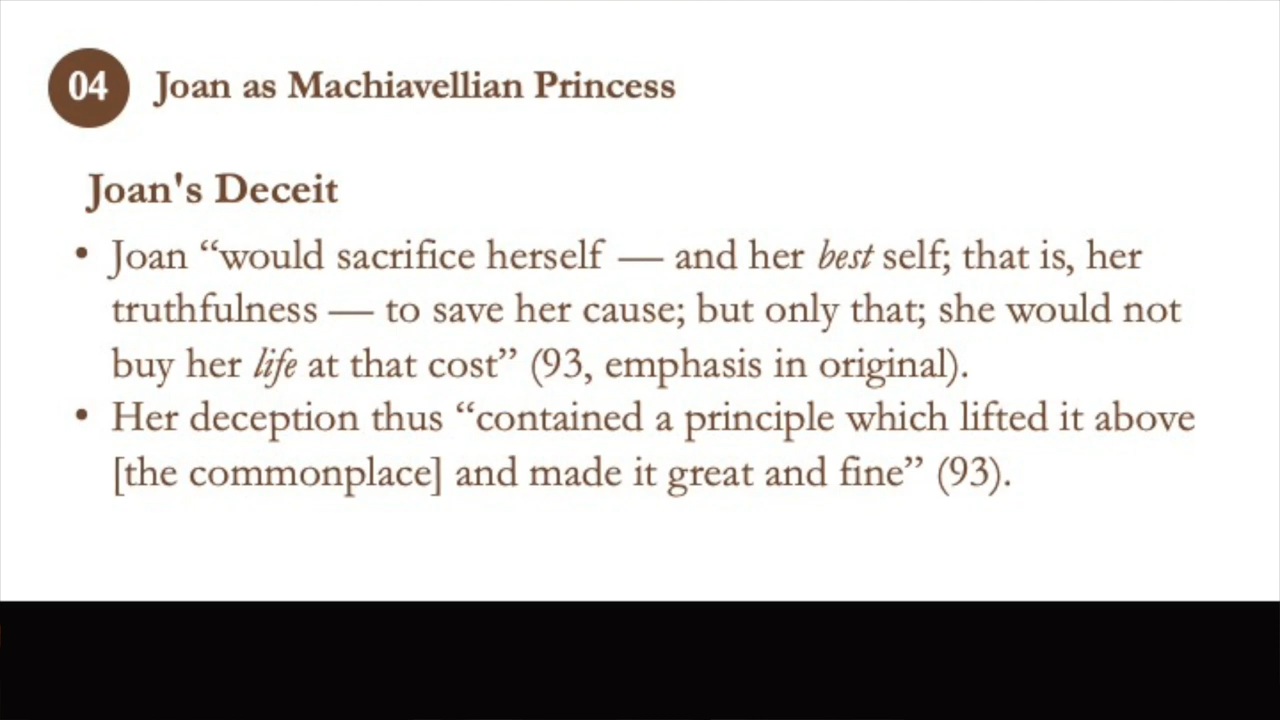 04 Joan as Machiavellian Princess
Joan's Deceit
• Joan “would sacrifice herself — and her best self; that is, her
truthfulness — to save her cause; but only that; she would not
buy her life at that cost” (93, emphasis in original).
• Her deception thus “contained a principle which lifted it above
[the commonplace] and made it great and fine” (93).